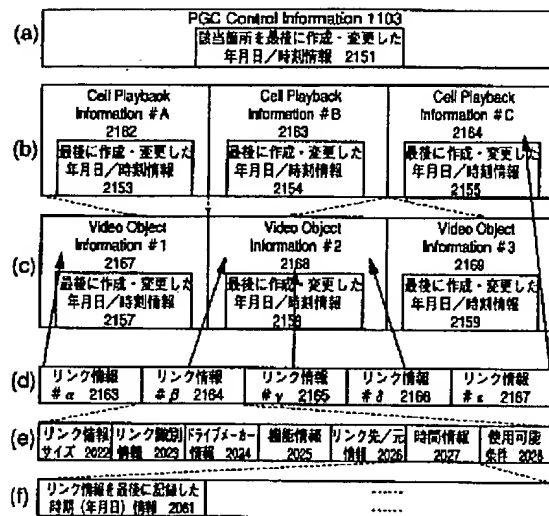 (a)
PGC Control Information 1103
該当箇所を最後に作成・変更した
年月日/時刻情報 2151
(b)
Cell Playback
Information #A
2162
最後に作成・変更した
年月日/時刻情報
2153
Cell Playback
Information #B
2163
最後に作成・変更した
年月日/時刻情報
2154
Cell Playback
Information #C
2164
最後に作成・変更した
年月日/時刻情報
2155
(c)
Video Object
Information #1
2167
最後に作成・変更した
年月日/時刻情報
2157
Video Object
Information #2
2168
最後に作成・変更した
年月日/時刻情報
2158
Video Object
Information #3
2169
最後に作成・変更した
年月日/時刻情報
2159
(d)
リンク情報
#α 2163
リンク情報
#β 2164
リンク情報
#γ 2165
リンク情報
#δ 2166
リンク情報
#ε 2167
(e)
リンク情報
サイズ 2022
リンク識別
情報 2023
ドライブメーカー
情報 2024
機能情報
2025
リンク先/元
情報 2026
時間情報
2027
使用可能
条件 2028
(f)
リンク情報を最後に記録した
時期(年月日)情報 2061